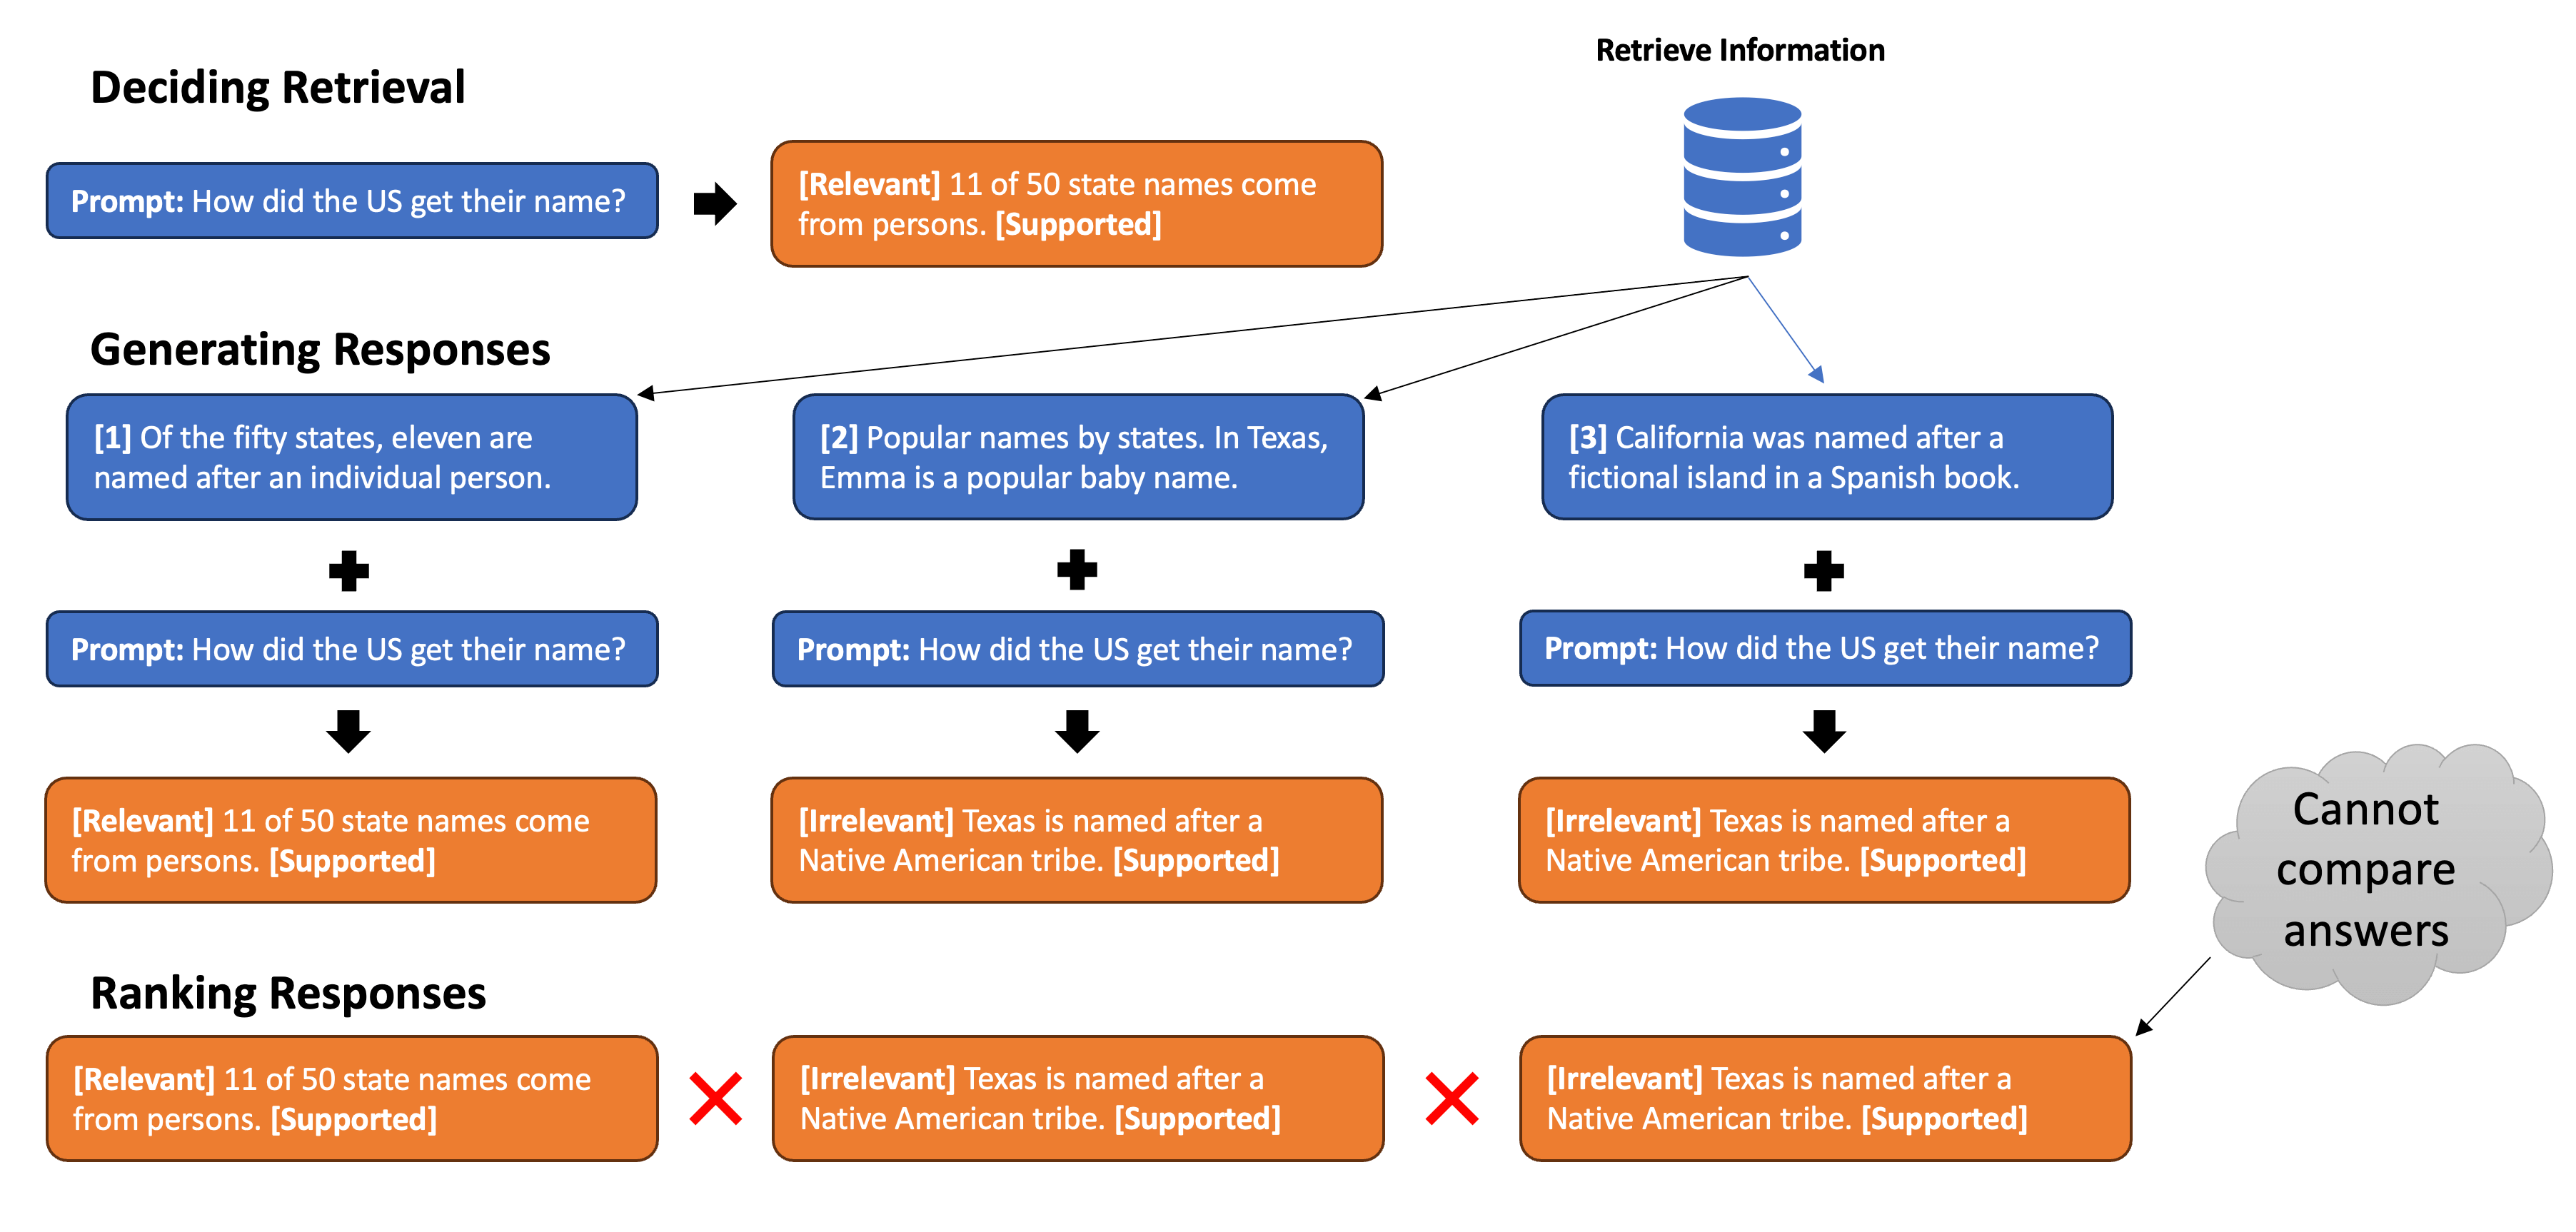 Retrieve Information
Deciding Retrieval
Prompt: How did the US get their name?
[Relevant] 11 of 50 state names come
from persons. [Supported]
Generating Responses
[1] Of the fifty states, eleven are
named after an individual person.
[2] Popular names by states. In Texas,
Emma is a popular baby name.
[3] California was named after a
fictional island in a Spanish book.
Prompt: How did the US get their name?
Prompt: How did the US get their name?
Prompt: How did the US get their name?
[Relevant] 11 of 50 state names come
from persons. [Supported]
[Irrelevant] Texas is named after a
Native American tribe. [Supported]
[Irrelevant] Texas is named after a
Native American tribe. [Supported]
Cannot
compare
answers
Ranking Responses
[Relevant] 11 of 50 state names come
from persons. [Supported]
[Irrelevant] Texas is named after a
Native American tribe. [Supported]
[Irrelevant] Texas is named after a
Native American tribe. [Supported]